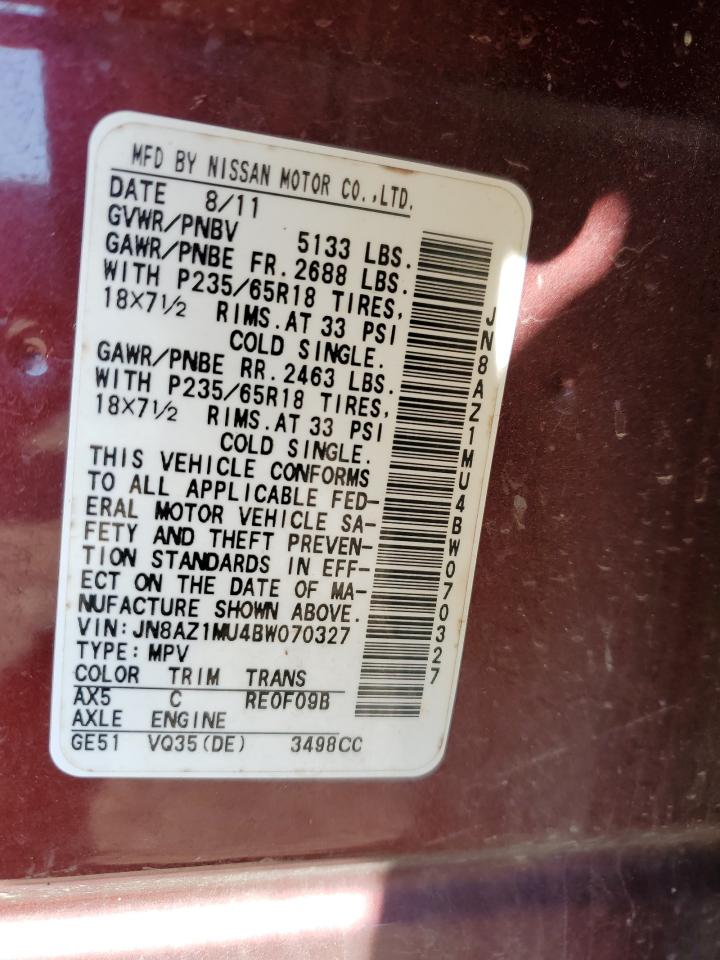 MFD BY NISSAN MOTOR CO.,LTD.
DATE 8/11
GVWR/PNBV 5133 LBS.
GAWR/PNBE FR. 2688 LBS.
WITH P235/65R18 TIRES,
18X7½ RIMS.AT 33 PSI
COLD SINGLE.
GAWR/PNBE RR. 2463 LBS.
WITH P235/65R18 TIRES,
18X7½ RIMS.AT 33 PSI
COLD SINGLE.
THIS VEHICLE CONFORMS
TO ALL APPLICABLE FED-
ERAL MOTOR VEHICLE SA-
FETY AND THEFT PREVEN-
TION STANDARDS IN EFF-
ECT ON THE DATE OF MA-
NUFACTURE SHOWN ABOVE.
VIN:JN8AZ1MU4BW070327
TYPE:MPV
COLOR TRIM TRANS
AX5 C RE0F09B
AXLE ENGINE
GE51 VQ35(DE) 3498CC
JN8AZ1MU4BW070327